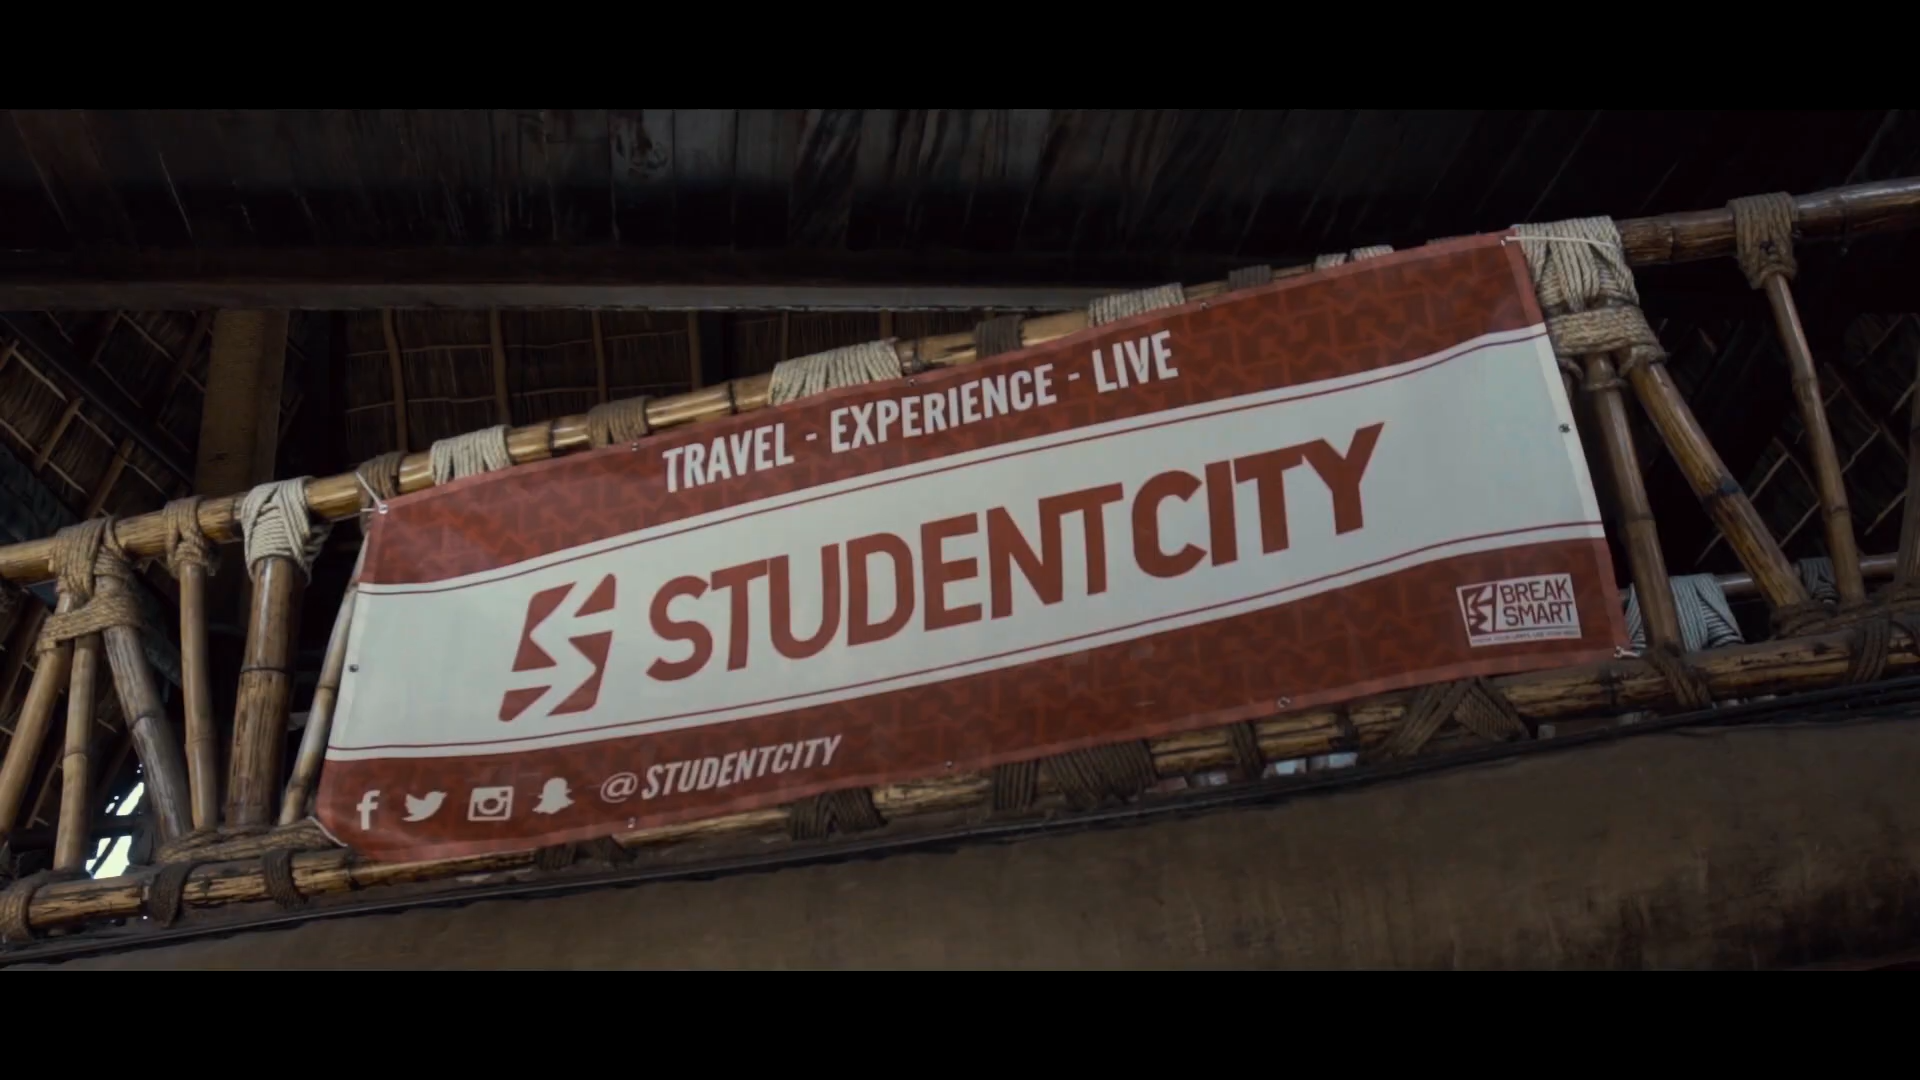 TRAVEL - EXPERIENCE - LIVE
STUDENTCITY
BREAK
SMART
@STUDENTCITY